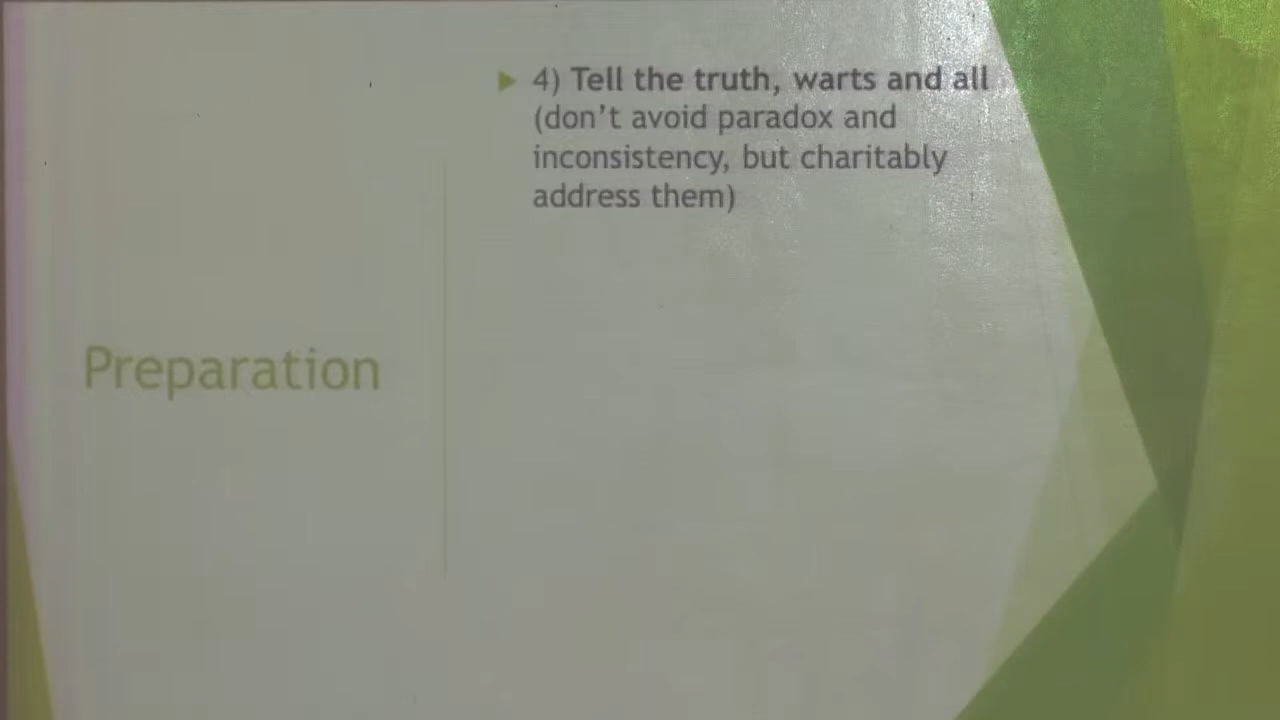 4) Tell the truth, warts and all
(don't avoid paradox and
inconsistency, but charitably
address them)
Preparation